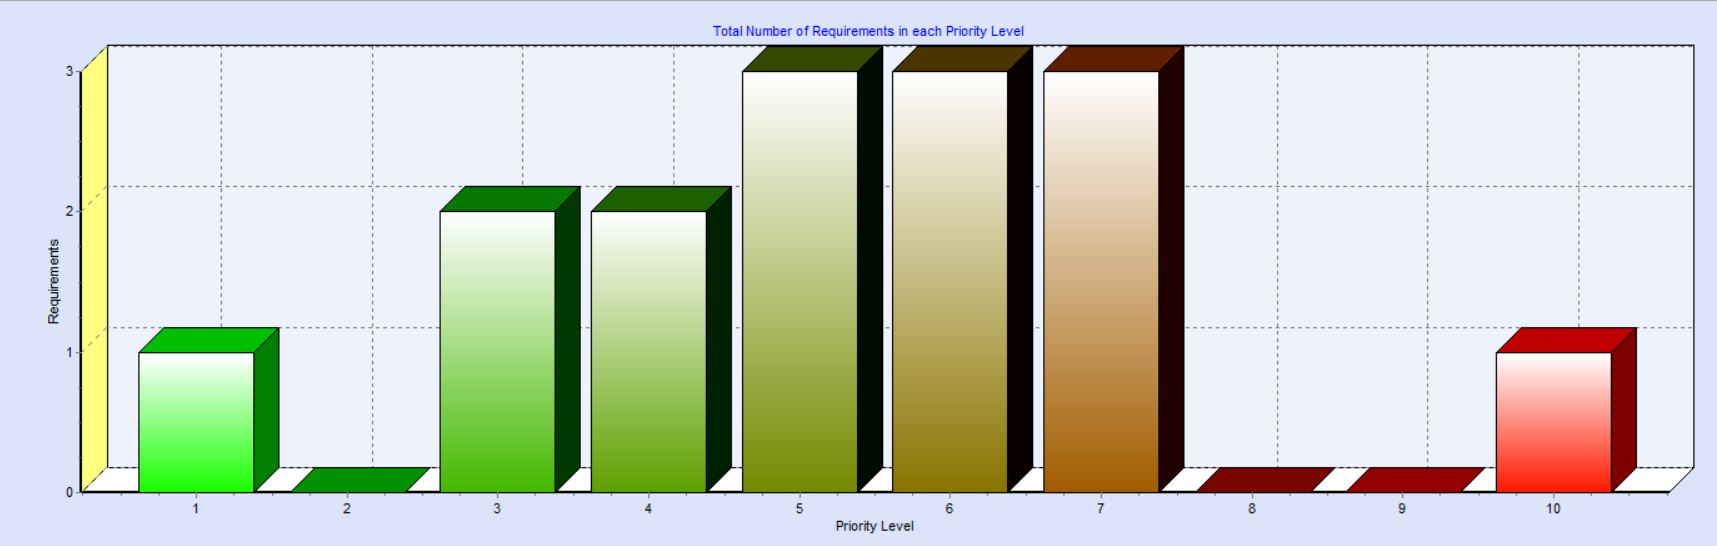 Total Number of Requirements in each Priority Level
3
2
1
0
Requirements
1 2 3 4 5 6 7 8 9 10
Priority Level